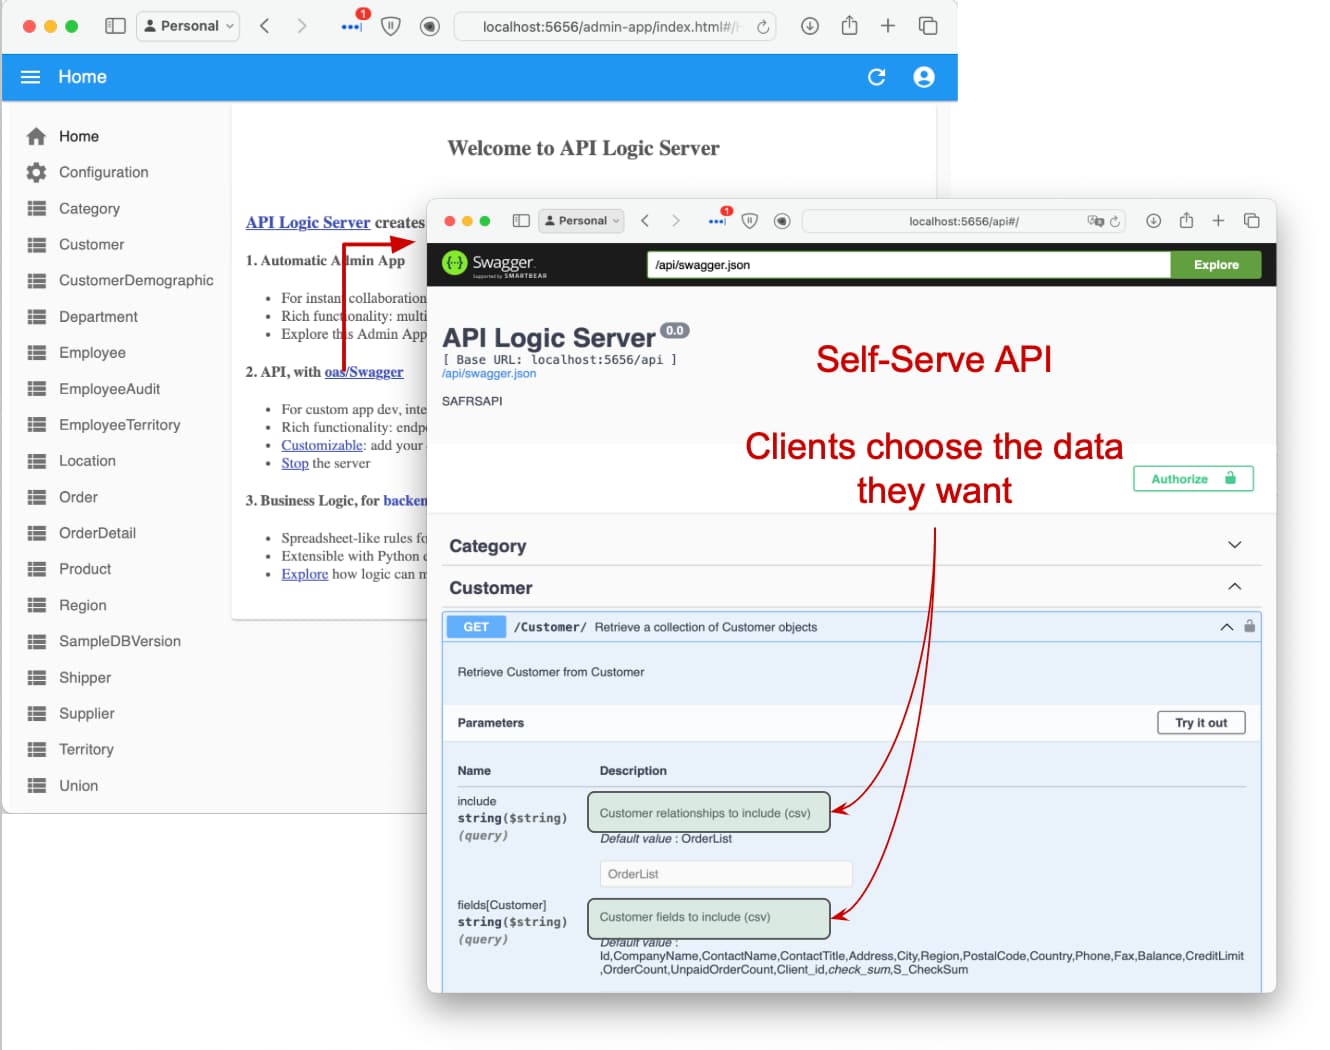 1
Personal
localhost:5656/admin-app/index.html#/
Home
Home
Configuration
Category
Customer
CustomerDemographic
Department
Employee
EmployeeAudit
EmployeeTerritory
Location
Order
OrderDetail
Product
Region
SampleDBVersion
Shipper
Supplier
Territory
Union
Welcome to API Logic Server
API Logic Server creates
1. Automatic Admin App
For instant collaboration
Rich functionality: multi
Explore this Admin App
2. API, with oas/Swagger
For custom app dev, inte
Rich functionality: endp
Customizable: add your
Stop the server
3. Business Logic, for backen
Spreadsheet-like rules fo
Extensible with Python
Explore how logic can m
1
Personal
localhost:5656/api#/
Swagger.
Supported by SMARTBEAR
/api/swagger.json
Explore
API Logic Server 0.0
[ Base URL: localhost:5656/api ]
/api/swagger.json
SAFRSAPI
Self-Serve API
Clients choose the data
they want
Authorize
Category
Customer
GET /Customer/ Retrieve a collection of Customer objects
Retrieve Customer from Customer
Parameters
Try it out
Name Description
include
string($string)
(query)
Customer relationships to include (csv)
Default value : OrderList
OrderList
fields[Customer]
string($string)
(query)
Customer fields to include (csv)
Default value :
Id,CompanyName,ContactName,ContactTitle,Address,City,Region,PostalCode,Country,Phone,Fax,Balance,CreditLimit
,OrderCount,UnpaidOrderCount,Client_id,check_sum,S_CheckSum